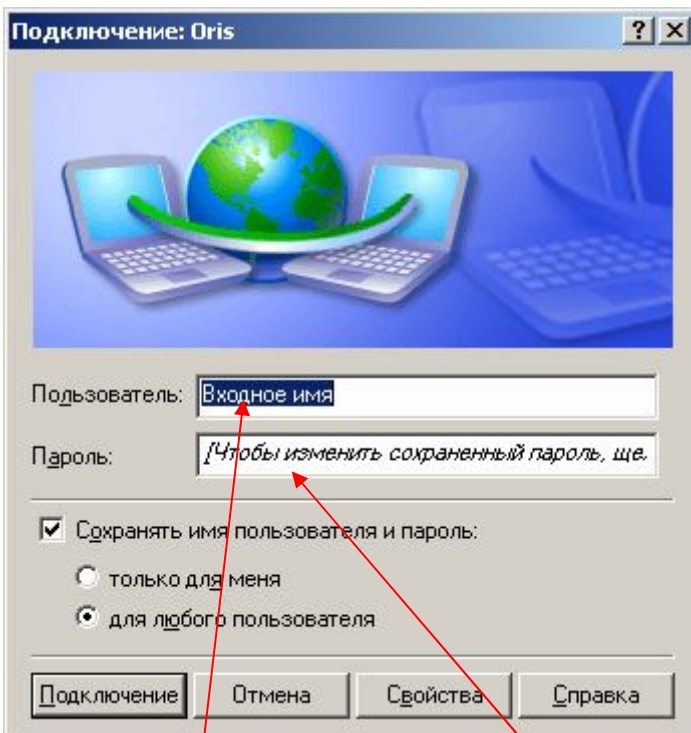 Подключение: Oris
Пользователь: Входное имя
Пароль: [Чтобы изменить сохраненный пароль, ще.
Сохранять имя пользователя и пароль:
только для меня
для любого пользователя
Подключение Отмена Свойства Справка